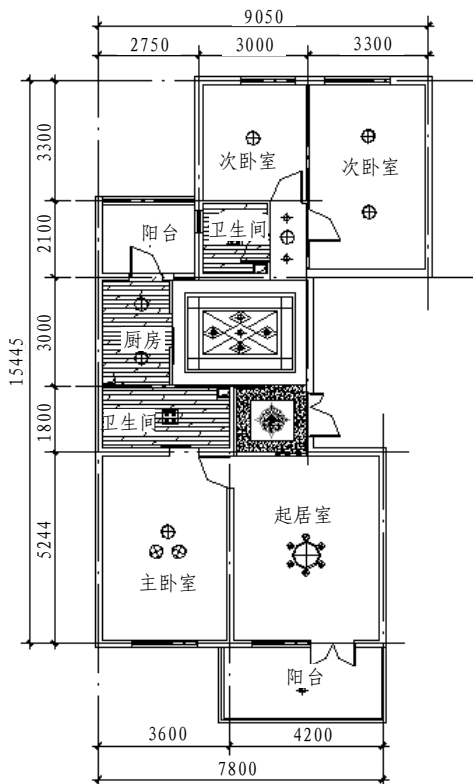 9050
2750
3000
3300
3300
次卧室
次卧室
2100
阳台
卫生间
15445
3000
厨房
1800
卫生间
5244
起居室
主卧室
阳台
3600
4200
7800